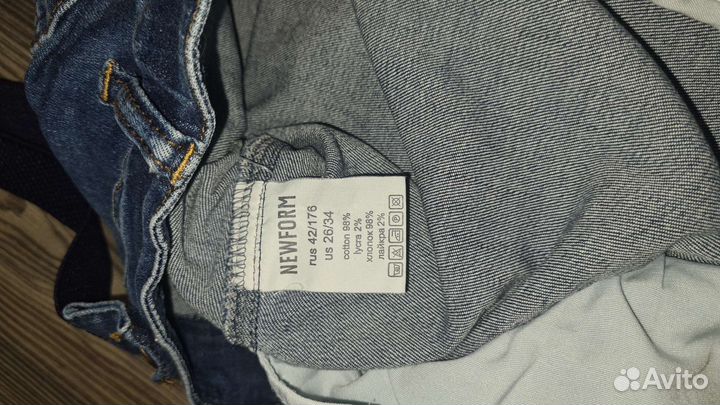 NEWFORM
rus 42/176
us 26/34
cotton 98%
lycra 2%
хлопок 98%
лайкра 2%
Avito